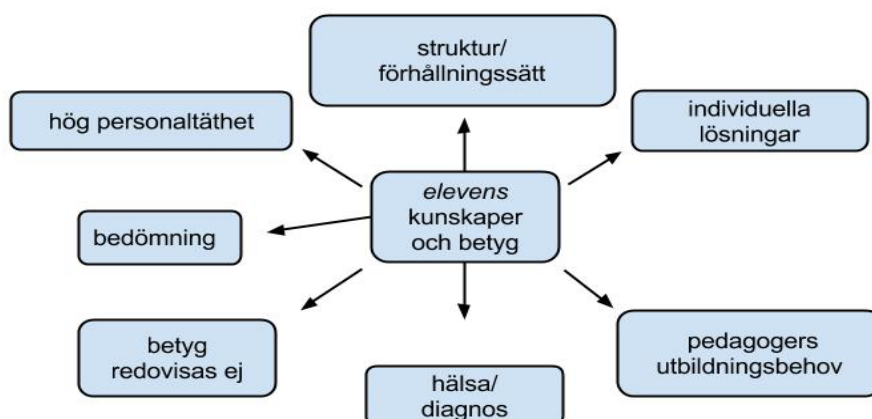 struktur/
förhållningssätt
hög personaltäthet
individuella
lösningar
elevens
kunskaper
och betyg
bedömning
betyg
redovisas ej
pedagogers
utbildningsbehov
hälsa/
diagnos